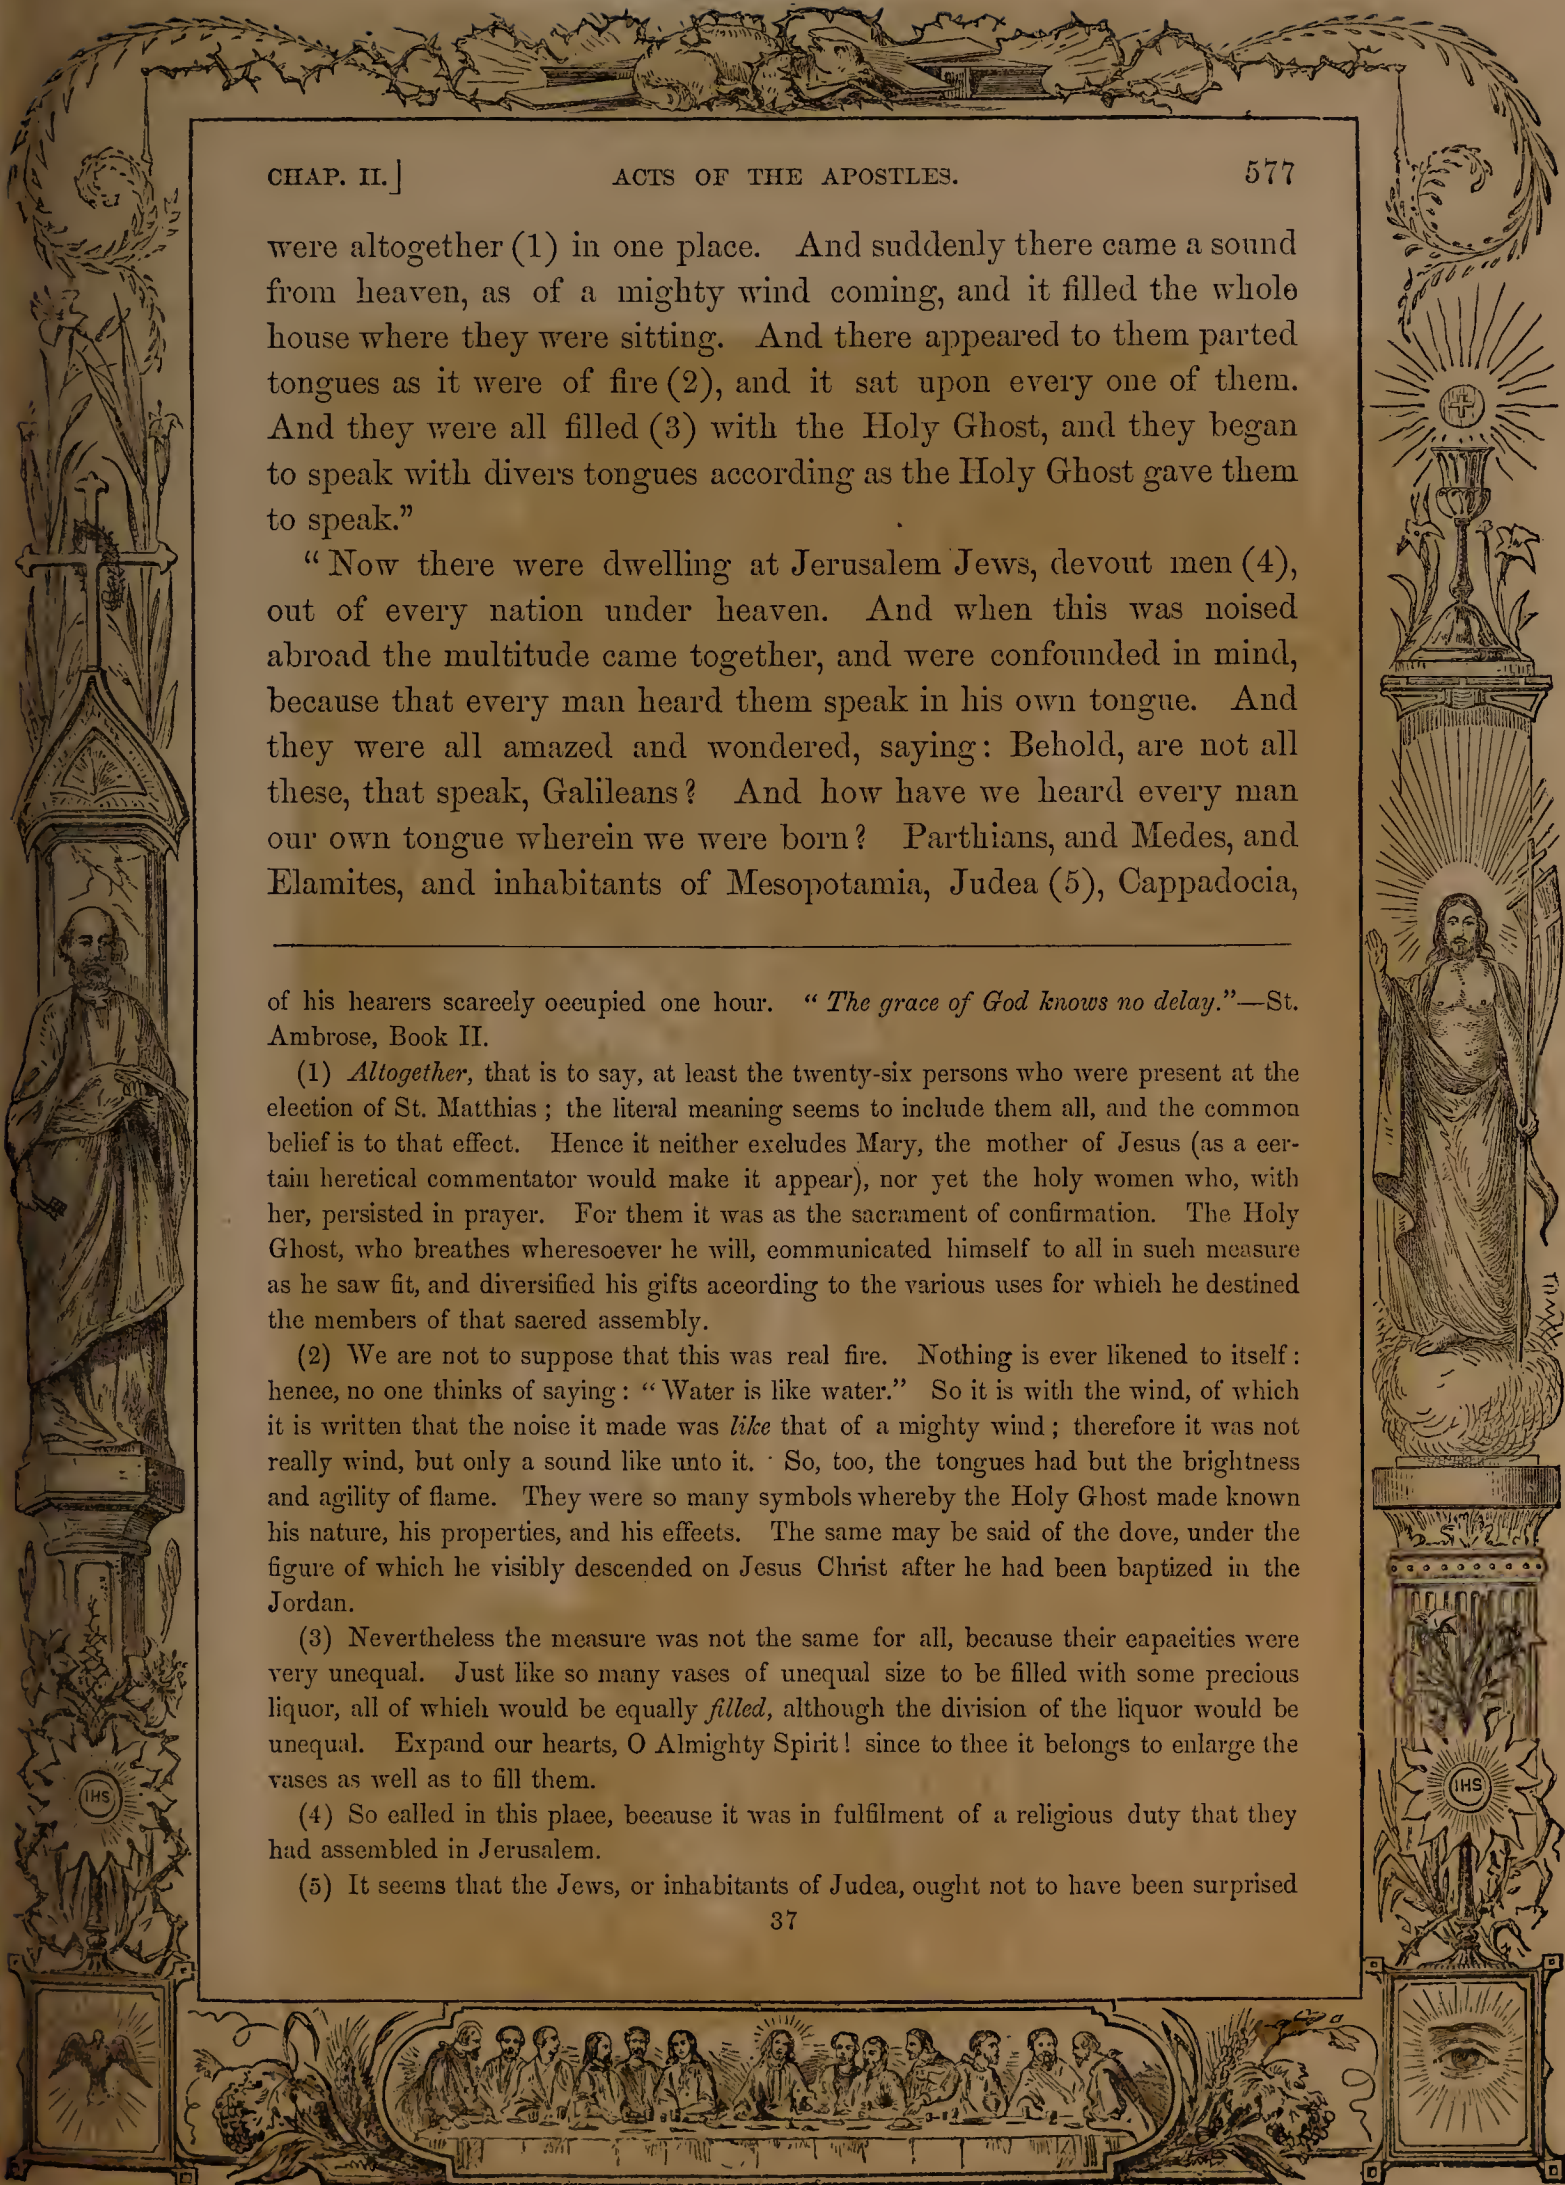 CHAP. II.]
ACTS OF THE APOSTLES.
577
were altogether (1) in one place. And suddenly there came a sound
from heaven, as of a mighty wind coming, and it filled the whole
house where they were sitting. And there appeared to them parted
tongues as it were of fire (2), and it sat upon every one of them.
And they were all filled (3) with the Holy Ghost, and they began
to speak with divers tongues according as the Holy Ghost gave them
to speak.”
“Now there were dwelling at Jerusalem Jews, devout men (4),
out of every nation under heaven. And when this was noised
abroad the multitude came together, and were confounded in mind,
because that every man heard them speak in his own tongue. And
they were all amazed and wondered, saying: Behold, are not all
these, that speak, Galileans? And how have we heard every man
our own tongue wherein we were born? Parthians, and Medes, and
Elamites, and inhabitants of Mesopotamia, Judea (5), Cappadocia,
of his hearers scarcely occupied one hour. “The grace of God knows no delay.”—St.
Ambrose, Book II.
(1) Altogether, that is to say, at least the twenty-six persons who were present at the
election of St. Matthias; the literal meaning seems to include them all, and the common
belief is to that effect. Hence it neither excludes Mary, the mother of Jesus (as a cer-
tain heretical commentator would make it appear), nor yet the holy women who, with
her, persisted in prayer. For them it was as the sacrament of confirmation. The Holy
Ghost, who breathes wheresoever he will, communicated himself to all in such measure
as he saw fit, and diversified his gifts according to the various uses for which he destined
the members of that sacred assembly.
(2) We are not to suppose that this was real fire. Nothing is ever likened to itself:
hence, no one thinks of saying: “Water is like water.” So it is with the wind, of which
it is written that the noise it made was like that of a mighty wind; therefore it was not
really wind, but only a sound like unto it. So, too, the tongues had but the brightness
and agility of flame. They were so many symbols whereby the Holy Ghost made known
his nature, his properties, and his effects. The same may be said of the dove, under the
figure of which he visibly descended on Jesus Christ after he had been baptized in the
Jordan.
(3) Nevertheless the measure was not the same for all, because their capacities were
very unequal. Just like so many vases of unequal size to be filled with some precious
liquor, all of which would be equally filled, although the division of the liquor would be
unequal. Expand our hearts, O Almighty Spirit! since to thee it belongs to enlarge the
vases as well as to fill them.
(4) So called in this place, because it was in fulfilment of a religious duty that they
had assembled in Jerusalem.
(5) It seems that the Jews, or inhabitants of Judea, ought not to have been surprised
37
IHS
IHS